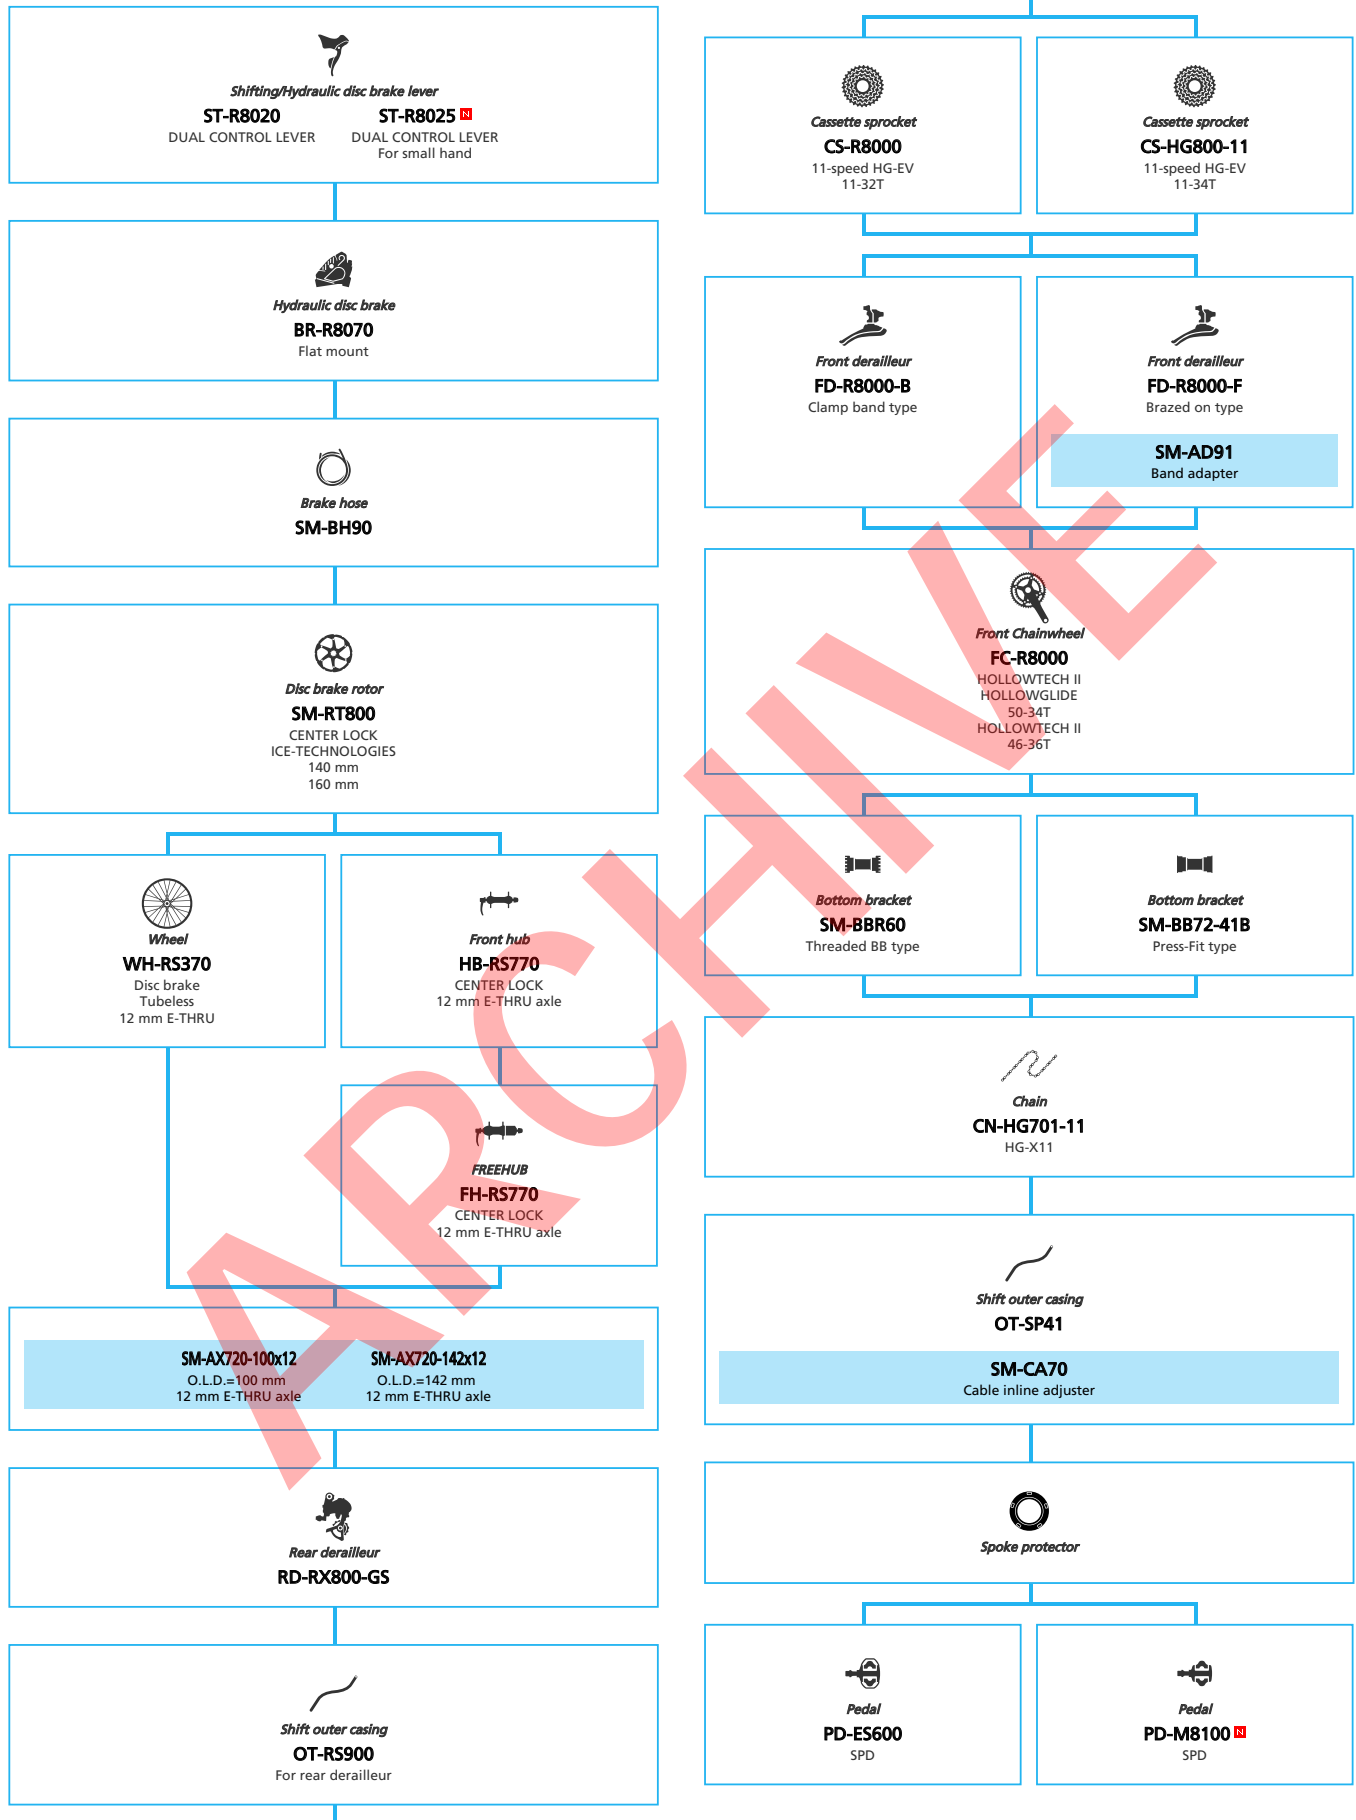 Shifting/Hydraulic disc brake lever
ST-R8020
DUAL CONTROL LEVER
ST-R8025 N
DUAL CONTROL LEVER
For small hand
Hydraulic disc brake
BR-R8070
Flat mount
Brake hose
SM-BH90
Disc brake rotor
SM-RT800
CENTER LOCK
ICE-TECHNOLOGIES
140 mm
160 mm
Wheel
WH-RS370
Disc brake
Tubeless
12 mm E-THRU
Front hub
HB-RS770
CENTER LOCK
12 mm E-THRU axle
FREEHUB
FH-RS770
CENTER LOCK
12 mm E-THRU axle
SM-AX720-100x12
O.L.D.=100 mm
12 mm E-THRU axle
SM-AX720-142x12
O.L.D.=142 mm
12 mm E-THRU axle
Rear derailleur
RD-RX800-GS
Shift outer casing
OT-RS900
For rear derailleur
Cassette sprocket
CS-R8000
11-speed HG-EV
11-32T
Cassette sprocket
CS-HG800-11
11-speed HG-EV
11-34T
Front derailleur
FD-R8000-B
Clamp band type
Front derailleur
FD-R8000-F
Brazed on type
SM-AD91
Band adapter
Front Chainwheel
FC-R8000
HOLLOWTECH II
HOLLOWGLIDE
50-34T
HOLLOWTECH II
46-36T
Bottom bracket
SM-BBR60
Threaded BB type
Bottom bracket
SM-BB72-41B
Press-Fit type
Chain
CN-HG701-11
HG-X11
Shift outer casing
OT-SP41
SM-CA70
Cable inline adjuster
Spoke protector
Pedal
PD-ES600
SPD
Pedal
PD-M8100 N
SPD
ARCHIVE